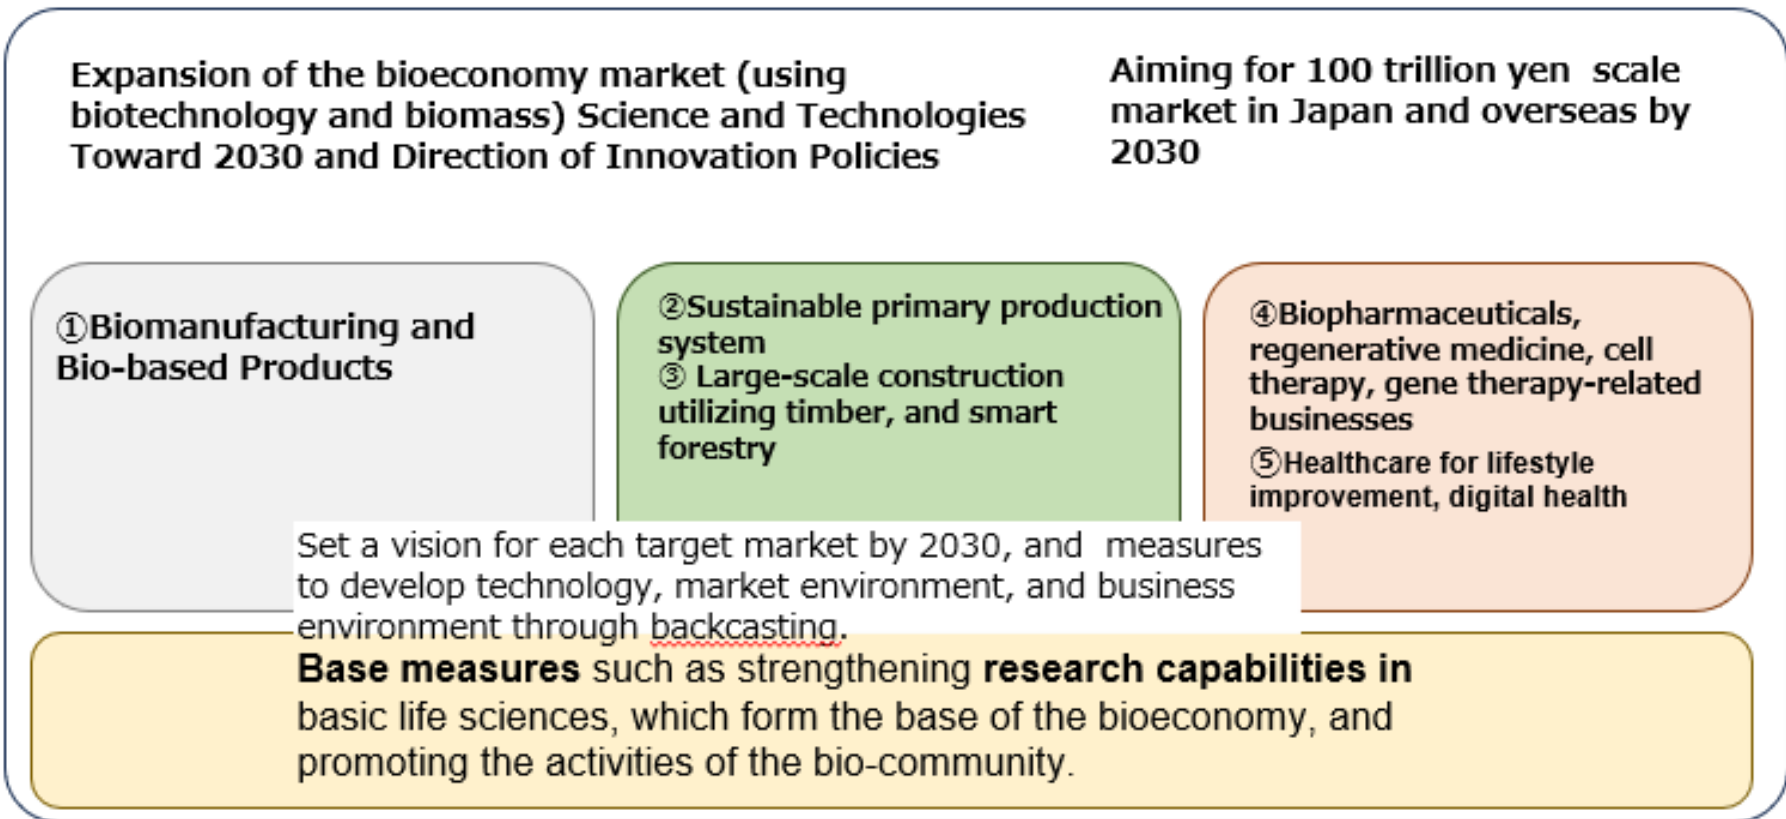 Expansion of the bioeconomy market (using
biotechnology and biomass) Science and Technologies
Toward 2030 and Direction of Innovation Policies
Aiming for 100 trillion yen  scale
market in Japan and overseas by
2030
①Biomanufacturing and
Bio-based Products
②Sustainable primary production
system
③ Large-scale construction
utilizing timber, and smart
forestry
④Biopharmaceuticals,
regenerative medicine, cell
therapy, gene therapy-related
businesses
⑤Healthcare for lifestyle
improvement, digital health
Set a vision for each target market by 2030, and  measures
to develop technology, market environment, and business
environment through backcasting.
Base measures such as strengthening research capabilities in
basic life sciences, which form the base of the bioeconomy, and
promoting the activities of the bio-community.